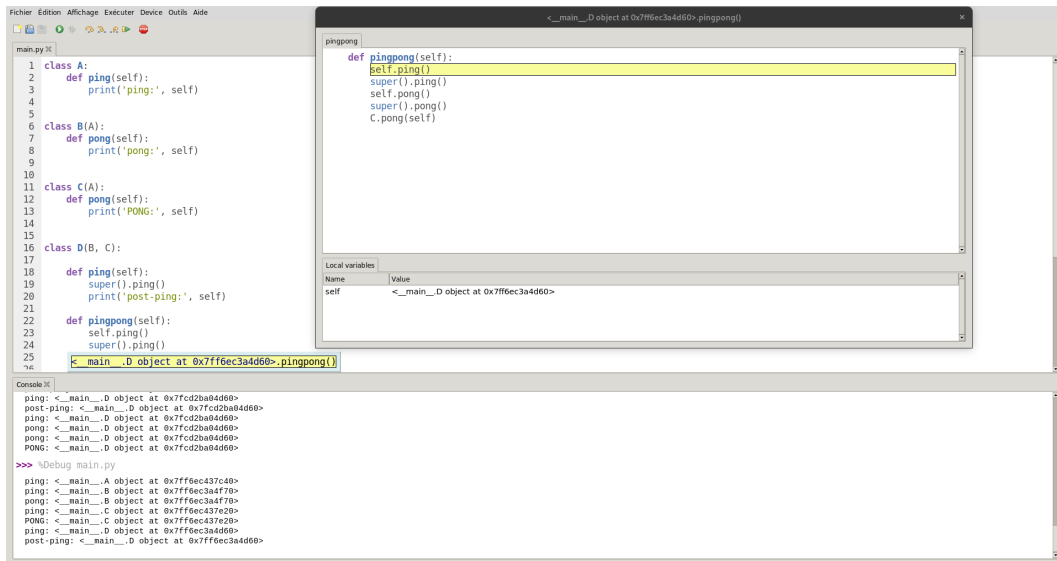 Fichier Édition Affichage Exécuter Device Outils Aide
<__main__.D object at 0x7ff6ec3a4d60>.pingpong()
main.py
1 class A:
2     def ping(self):
3         print('ping:', self)
4
5
6 class B(A):
7     def pong(self):
8         print('pong:', self)
9
10
11 class C(A):
12     def pong(self):
13         print('PONG:', self)
14
15
16 class D(B, C):
17
18     def ping(self):
19         super().ping()
20         print('post-ping:', self)
21
22     def pingpong(self):
23         self.ping()
24         super().ping()
25
26
<__main__.D object at 0x7ff6ec3a4d60>.pingpong()
pingpong
def pingpong(self):
    self.ping()
    super().ping()
    self.pong()
    super().pong()
    C.pong(self)
Local variables
Name Value
self <__main__.D object at 0x7ff6ec3a4d60>
Console
ping: <__main__.D object at 0x7fcd2ba04d60>
post-ping: <__main__.D object at 0x7fcd2ba04d60>
ping: <__main__.D object at 0x7fcd2ba04d60>
pong: <__main__.D object at 0x7fcd2ba04d60>
pong: <__main__.D object at 0x7fcd2ba04d60>
PONG: <__main__.D object at 0x7fcd2ba04d60>
>>> %Debug main.py
ping: <__main__.A object at 0x7ff6ec437c40>
ping: <__main__.B object at 0x7ff6ec3a4f70>
pong: <__main__.B object at 0x7ff6ec3a4f70>
ping: <__main__.C object at 0x7ff6ec437e20>
PONG: <__main__.C object at 0x7ff6ec437e20>
ping: <__main__.D object at 0x7ff6ec3a4d60>
post-ping: <__main__.D object at 0x7ff6ec3a4d60>